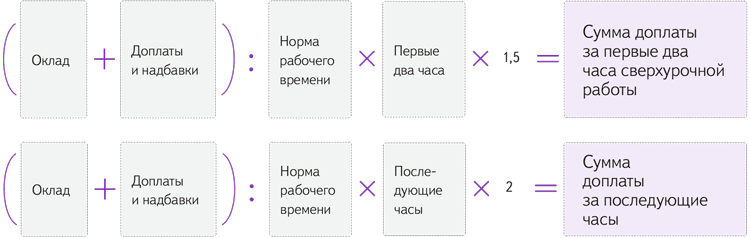 ( Оклад + Доплаты и надбавки ) : Норма рабочего времени × Первые два часа × 1,5 = Сумма доплаты за первые два часа сверхурочной работы
( Оклад + Доплаты и надбавки ) : Норма рабочего времени × После-дующие часы × 2 = Сумма доплаты за последующие часы